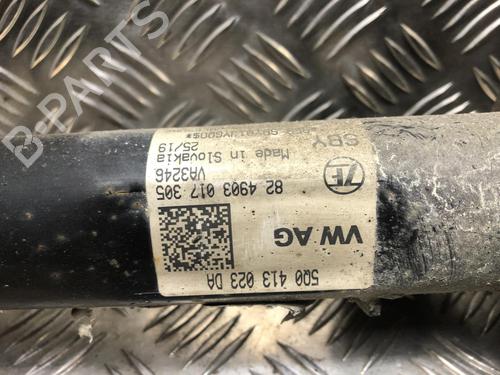 5Q0 413 023 DA
VW AG
82 4903 017 305
ZF
VA3246
25/19
Made in Slovakia
SBY
B-PARTS